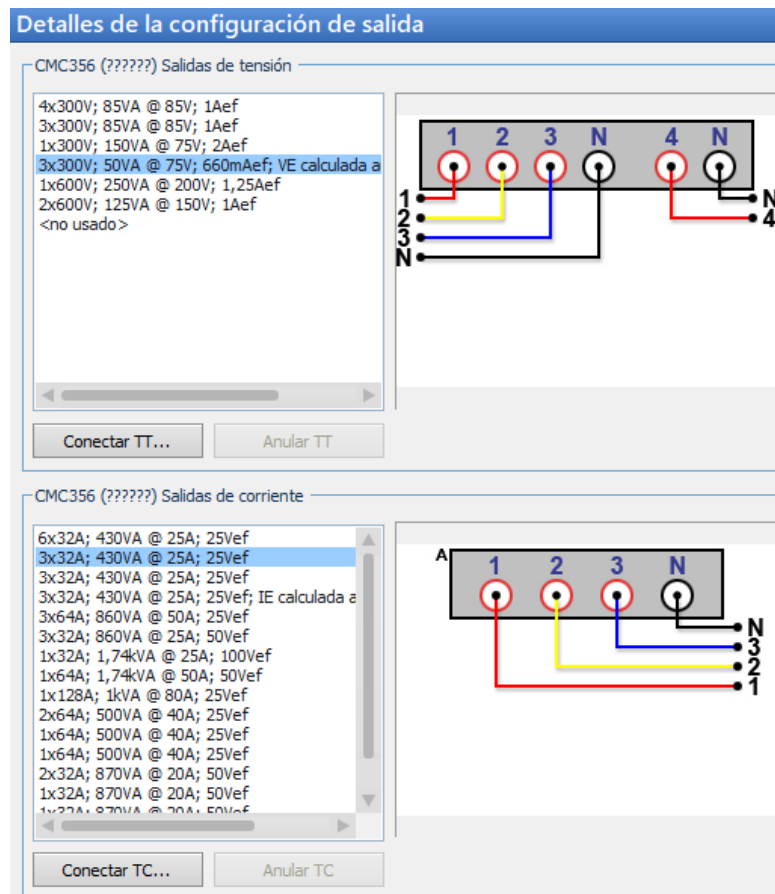 Detalles de la configuración de salida
CMC356 (??????) Salidas de tensión
4x300V; 85VA @ 85V; 1Aef
3x300V; 85VA @ 85V; 1Aef
1x300V; 150VA @ 75V; 2Aef
3x300V; 50VA @ 75V; 660mAef; VE calculada a
1x600V; 250VA @ 200V; 1,25Aef
2x600V; 125VA @ 150V; 1Aef
<no usado>
1 2 3 N 4 N
1
2
3
N
N
4
Conectar TT...
Anular TT
CMC356 (??????) Salidas de corriente
6x32A; 430VA @ 25A; 25Vef
3x32A; 430VA @ 25A; 25Vef
3x32A; 430VA @ 25A; 25Vef
3x32A; 430VA @ 25A; 25Vef; IE calculada a
3x64A; 860VA @ 50A; 25Vef
3x32A; 860VA @ 25A; 50Vef
1x32A; 1,74kVA @ 25A; 100Vef
1x64A; 1,74kVA @ 50A; 50Vef
1x128A; 1kVA @ 80A; 25Vef
2x64A; 500VA @ 40A; 25Vef
1x64A; 500VA @ 40A; 25Vef
1x64A; 500VA @ 40A; 25Vef
2x32A; 870VA @ 20A; 50Vef
1x32A; 870VA @ 20A; 50Vef
1x32A; 870VA @ 20A; 50Vef
A
1 2 3 N
N
3
2
1
Conectar TC...
Anular TC